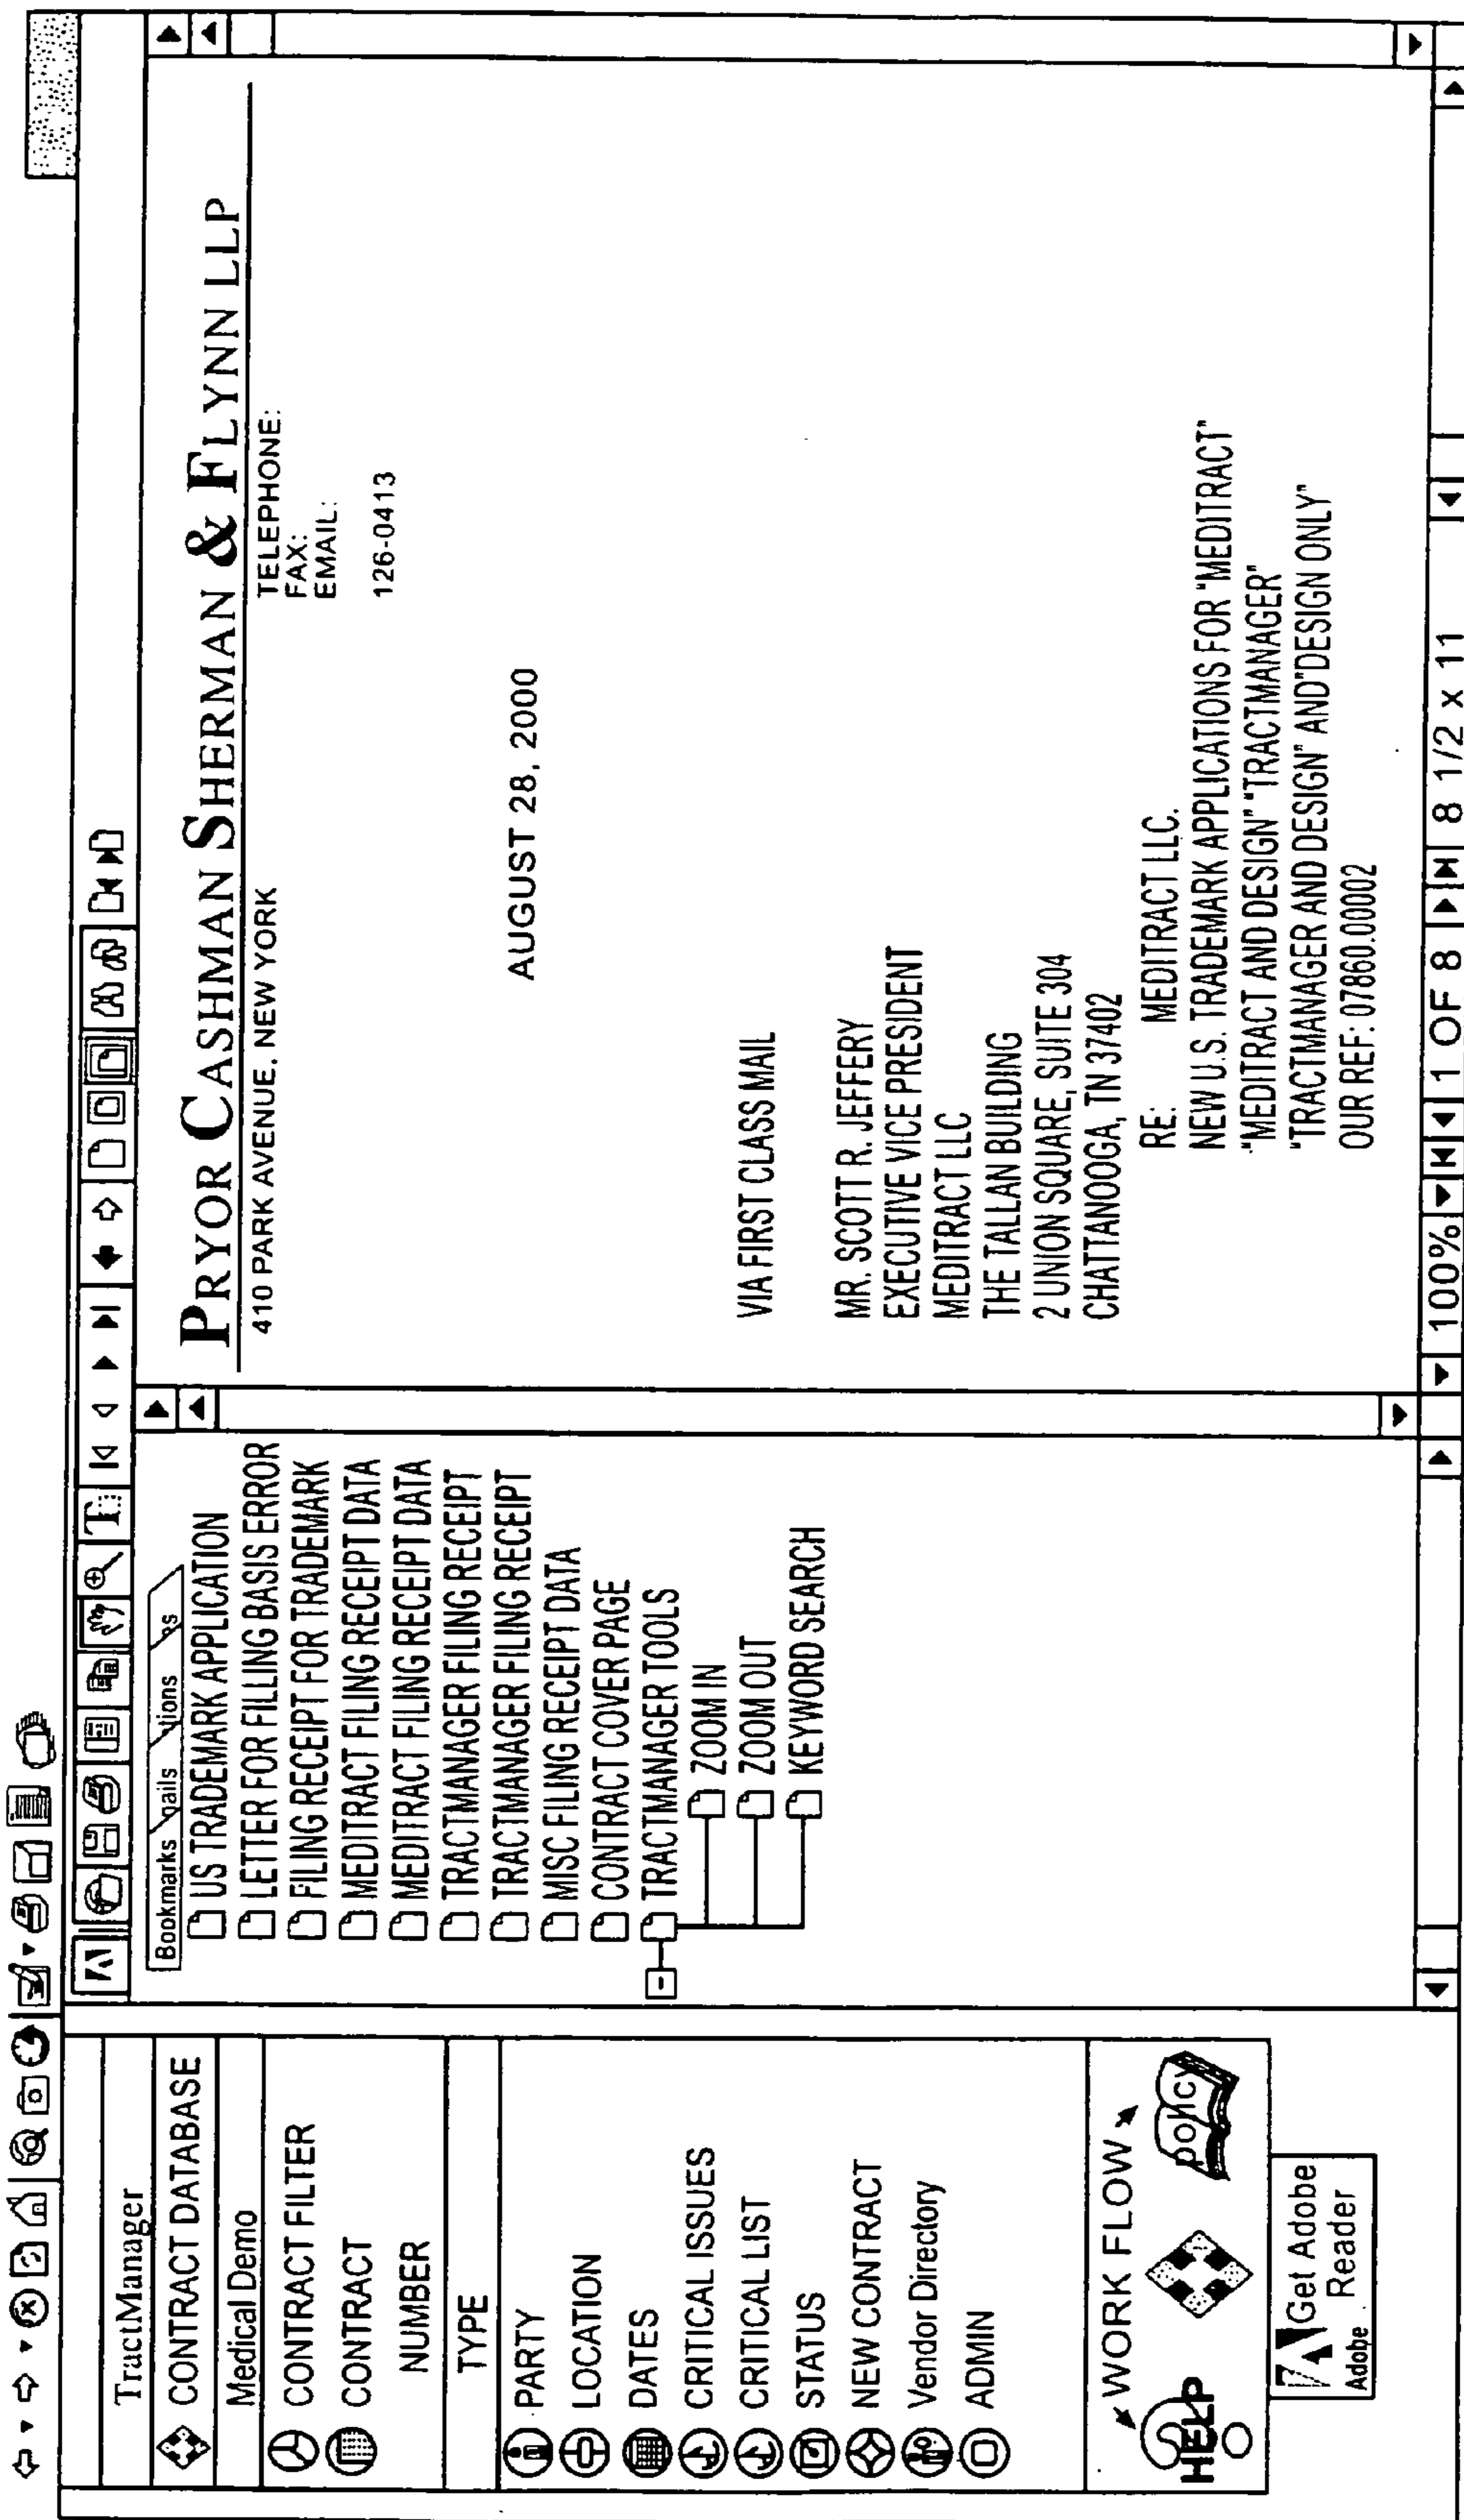 TractManager
CONTRACT DATABASE
Medical Demo
CONTRACT FILTER
CONTRACT
NUMBER
TYPE
PARTY
LOCATION
DATES
CRITICAL ISSUES
CRITICAL LIST
STATUS
NEW CONTRACT
Vendor Directory
ADMIN
WORK FLOW
HELP
policy
Get Adobe
Reader
Adobe
T
Bookmarks nails tions es
US TRADEMARK APPLICATION
LETTER FOR FILLING BASIS ERROR
FILING RECEIPT FOR TRADEMARK
MEDITRACT FILING RECEIPT DATA
MEDITRACT FILING RECEIPT DATA
TRACTMANAGER FILING RECEIPT
TRACTMANAGER FILING RECEIPT
MISC FILING RECEIPT DATA
CONTRACT COVER PAGE
TRACTMANAGER TOOLS
ZOOM IN
ZOOM OUT
KEYWORD SEARCH
PRYOR CASHMAN SHERMAN & FLYNN LLP
410 PARK AVENUE. NEW YORK
TELEPHONE:
FAX:
EMAIL:
126-0413
AUGUST 28, 2000
VIA FIRST CLASS MAIL
MR. SCOTT R. JEFFERY
EXECUTIVE VICE PRESIDENT
MEDITRACT LLC
THE TALLAN BUILDING
2 UNION SQUARE, SUITE 304
CHATTANOOGA, TN 37402
RE: MEDITRACT LLC.
NEW U.S. TRADEMARK APPLICATIONS FOR "MEDITRACT"
"MEDITRACT AND DESIGN" "TRACTMANAGER"
"TRACTMANAGER AND DESIGN" AND"DESIGN ONLY"
OUR REF: 07860.00002
100% 1 OF 8 8 1/2 x 11